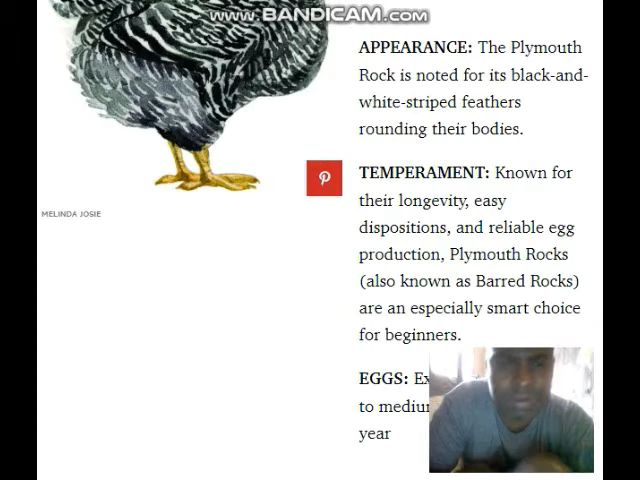 WWW.BANDICAM.COM
APPEARANCE: The Plymouth
Rock is noted for its black-and-
white-striped feathers
rounding their bodies.
TEMPERAMENT: Known for
their longevity, easy
dispositions, and reliable egg
production, Plymouth Rocks
(also known as Barred Rocks)
are an especially smart choice
for beginners.
MELINDA JOSIE
EGGS:
to
year